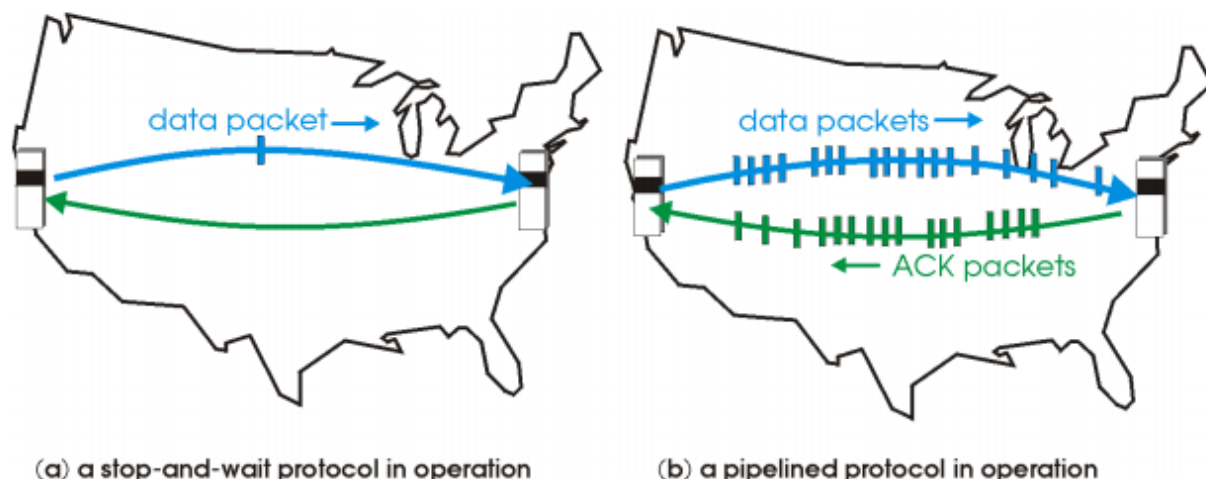 data packet
data packets
ACK packets
(a) a stop-and-wait protocol in operation
(b) a pipelined protocol in operation